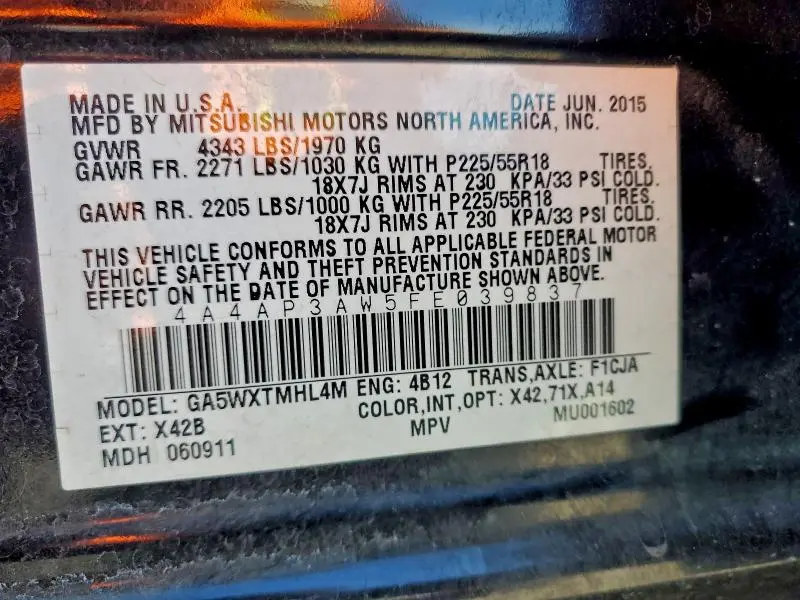 MADE IN U.S.A. DATE JUN. 2015
MFD BY MITSUBISHI MOTORS NORTH AMERICA, INC.
GVWR 4343 LBS/1970 KG
GAWR FR. 2271 LBS/1030 KG WITH P225/55R18 TIRES.
18X7J RIMS AT 230 KPA/33 PSI COLD.
GAWR RR. 2205 LBS/1000 KG WITH P225/55R18 TIRES.
18X7J RIMS AT 230 KPA/33 PSI COLD.
THIS VEHICLE CONFORMS TO ALL APPLICABLE FEDERAL MOTOR
VEHICLE SAFETY AND THEFT PREVENTION STANDARDS IN
EFFECT ON THE DATE OF MANUFACTURE SHOWN ABOVE.
4A4AP3AW5FE039837
MODEL: GA5WXTMHL4M ENG: 4B12 TRANS,AXLE: F1CJA
EXT: X42B COLOR,INT,OPT: X42,71X,A14
MDH 060911 MPV MU001602